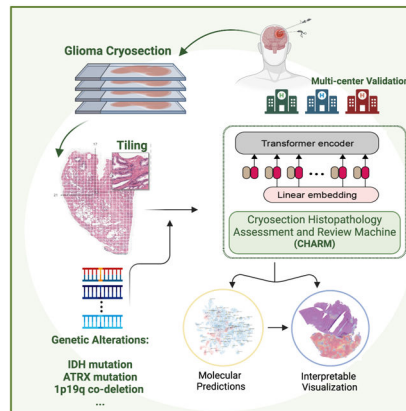 Glioma Cryosection
Multi-center Validation
H H H
Tiling
Transformer encoder
Linear embedding
Cryosection Histopathology
Assessment and Review Machine
(CHARM)
Genetic Alterations:
IDH mutation
ATRX mutation
1p19q co-deletion
...
Molecular
Predictions
Interpretable
Visualization